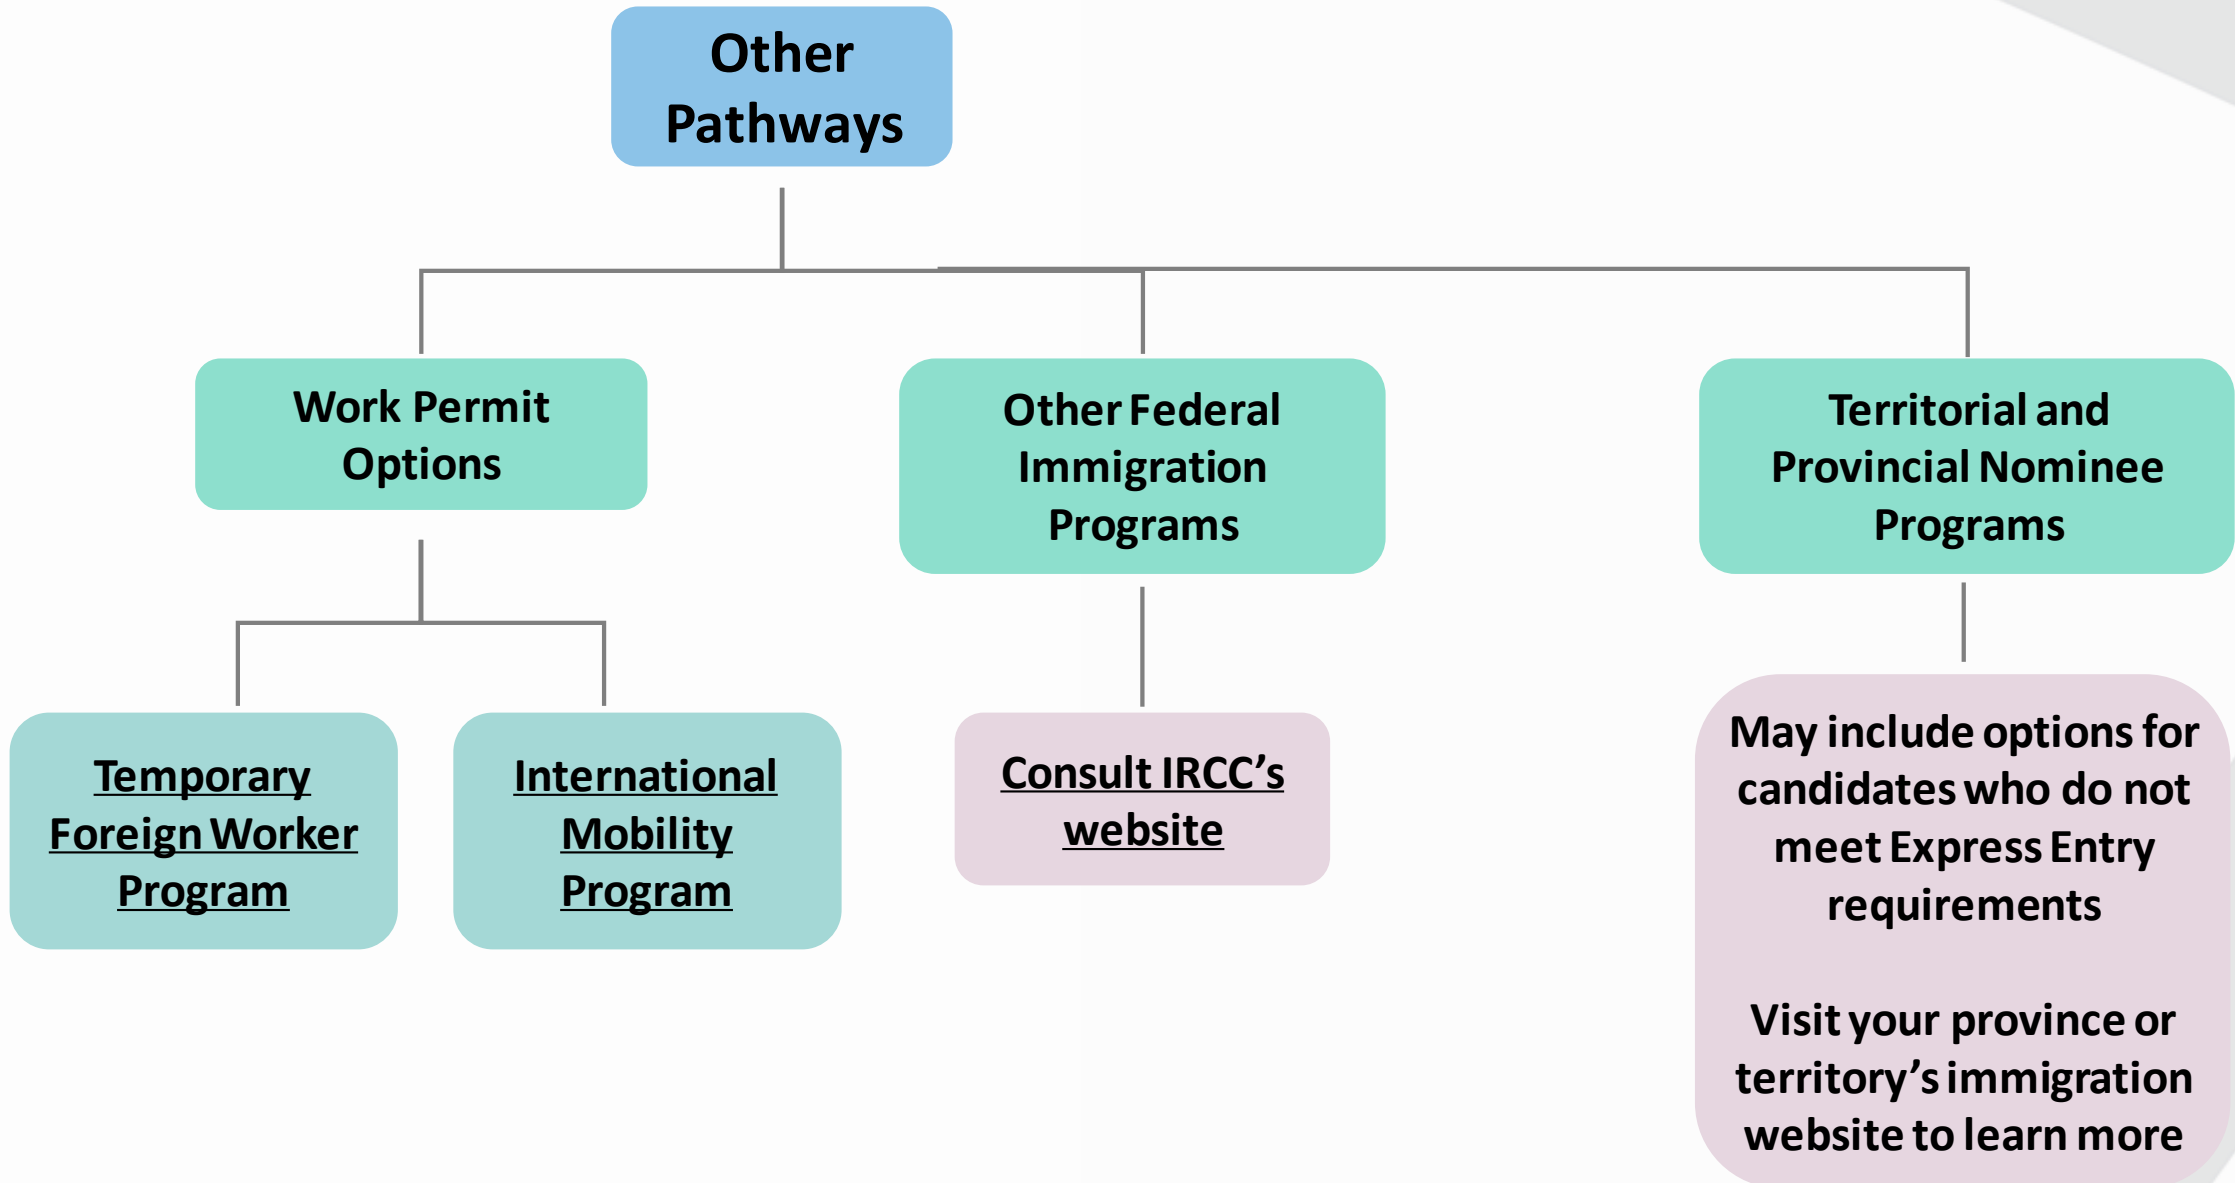 Other
Pathways
Work Permit
Options
Other Federal
Immigration
Programs
Territorial and
Provincial Nominee
Programs
Temporary
Foreign Worker
Program
International
Mobility
Program
Consult IRCC’s
website
May include options for
candidates who do not
meet Express Entry
requirements
Visit your province or
territory’s immigration
website to learn more